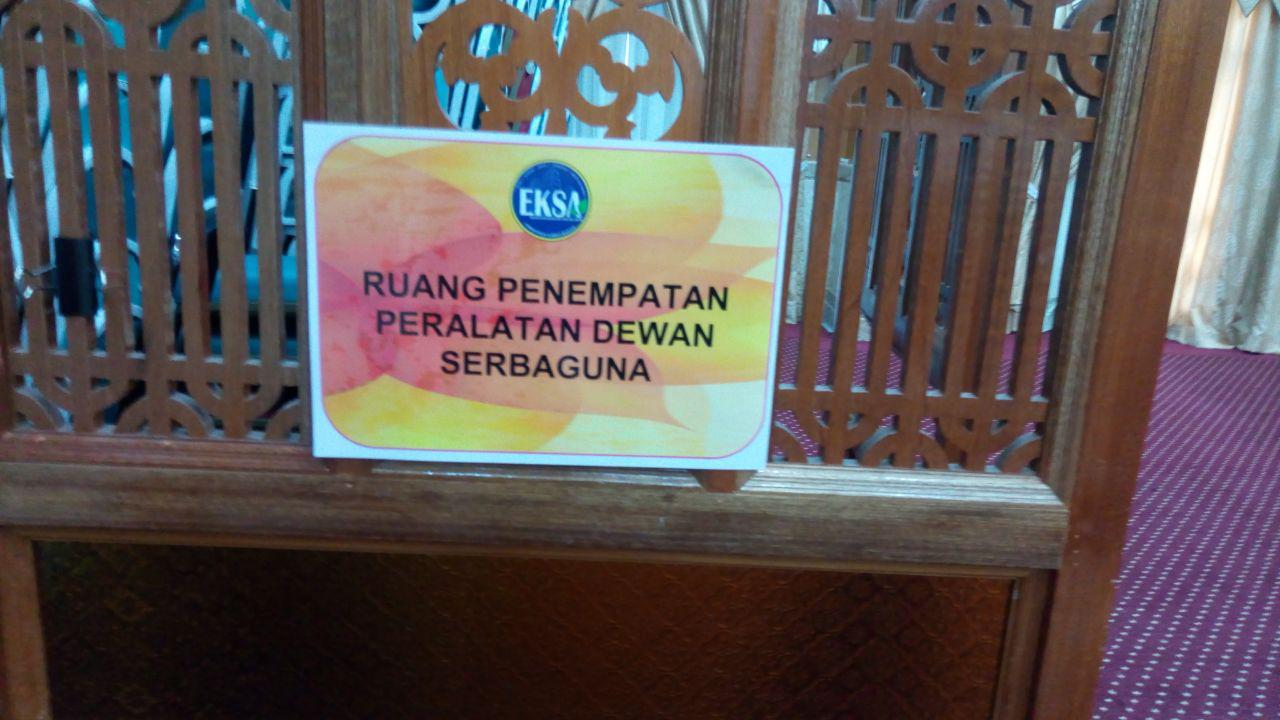 EKSA
RUANG PENEMPATAN
PERALATAN DEWAN
SERBAGUNA